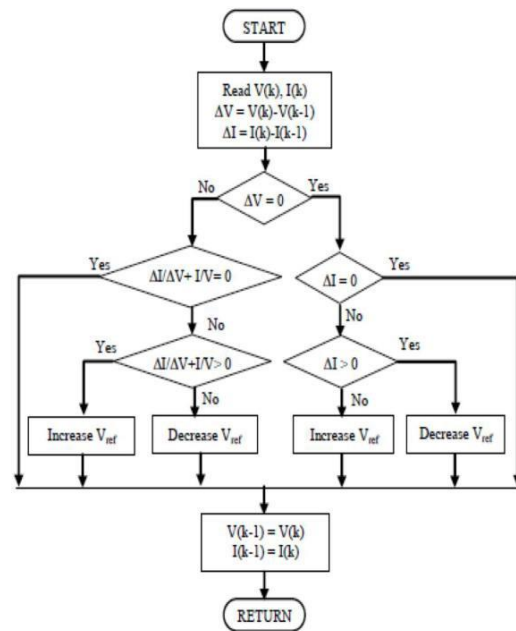 START
Read V(k), I(k)
ΔV = V(k)-V(k-1)
ΔI = I(k)-I(k-1)
No
Yes
ΔV = 0
Yes
ΔI/ΔV+ I/V= 0
ΔI = 0
Yes
No
No
Yes
ΔI/ΔV+I/V> 0
ΔI > 0
Yes
No
No
Increase Vref
Decrease Vref
Increase Vref
Decrease Vref
V(k-1) = V(k)
I(k-1) = I(k)
RETURN